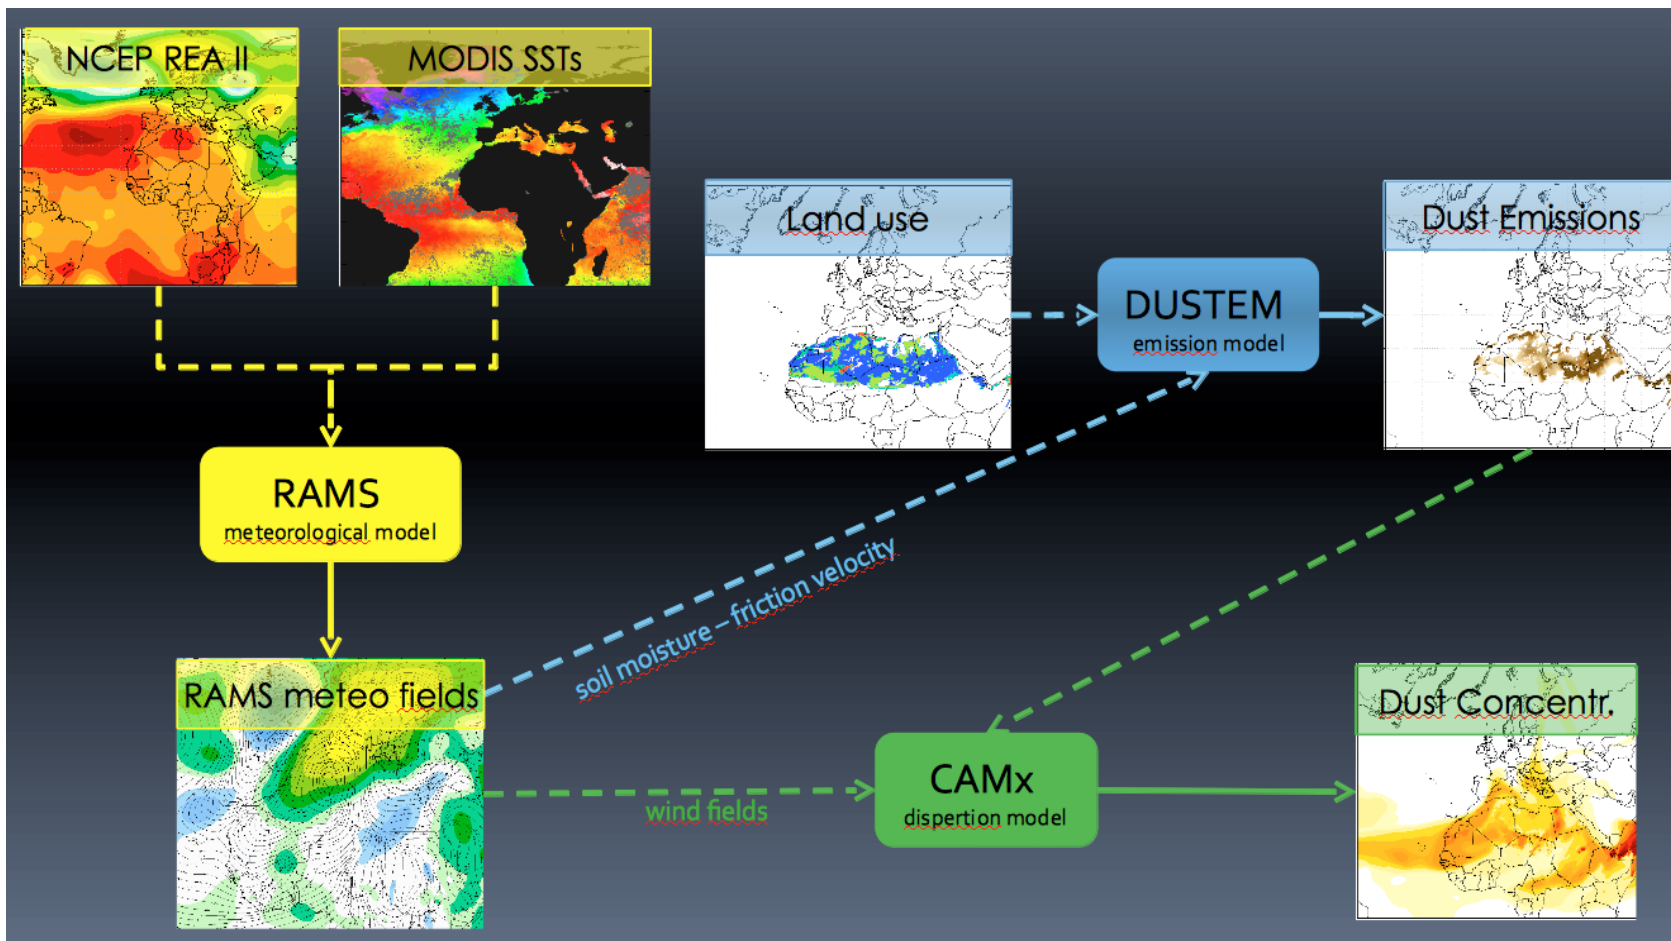 NCEP REA II
MODIS SSTs
Land use
Dust Emissions
DUSTEM
emission model
RAMS
meteorological model
soil moisture – friction velocity
RAMS meteo fields
wind fields
CAMx
dispertion model
Dust Concentr.